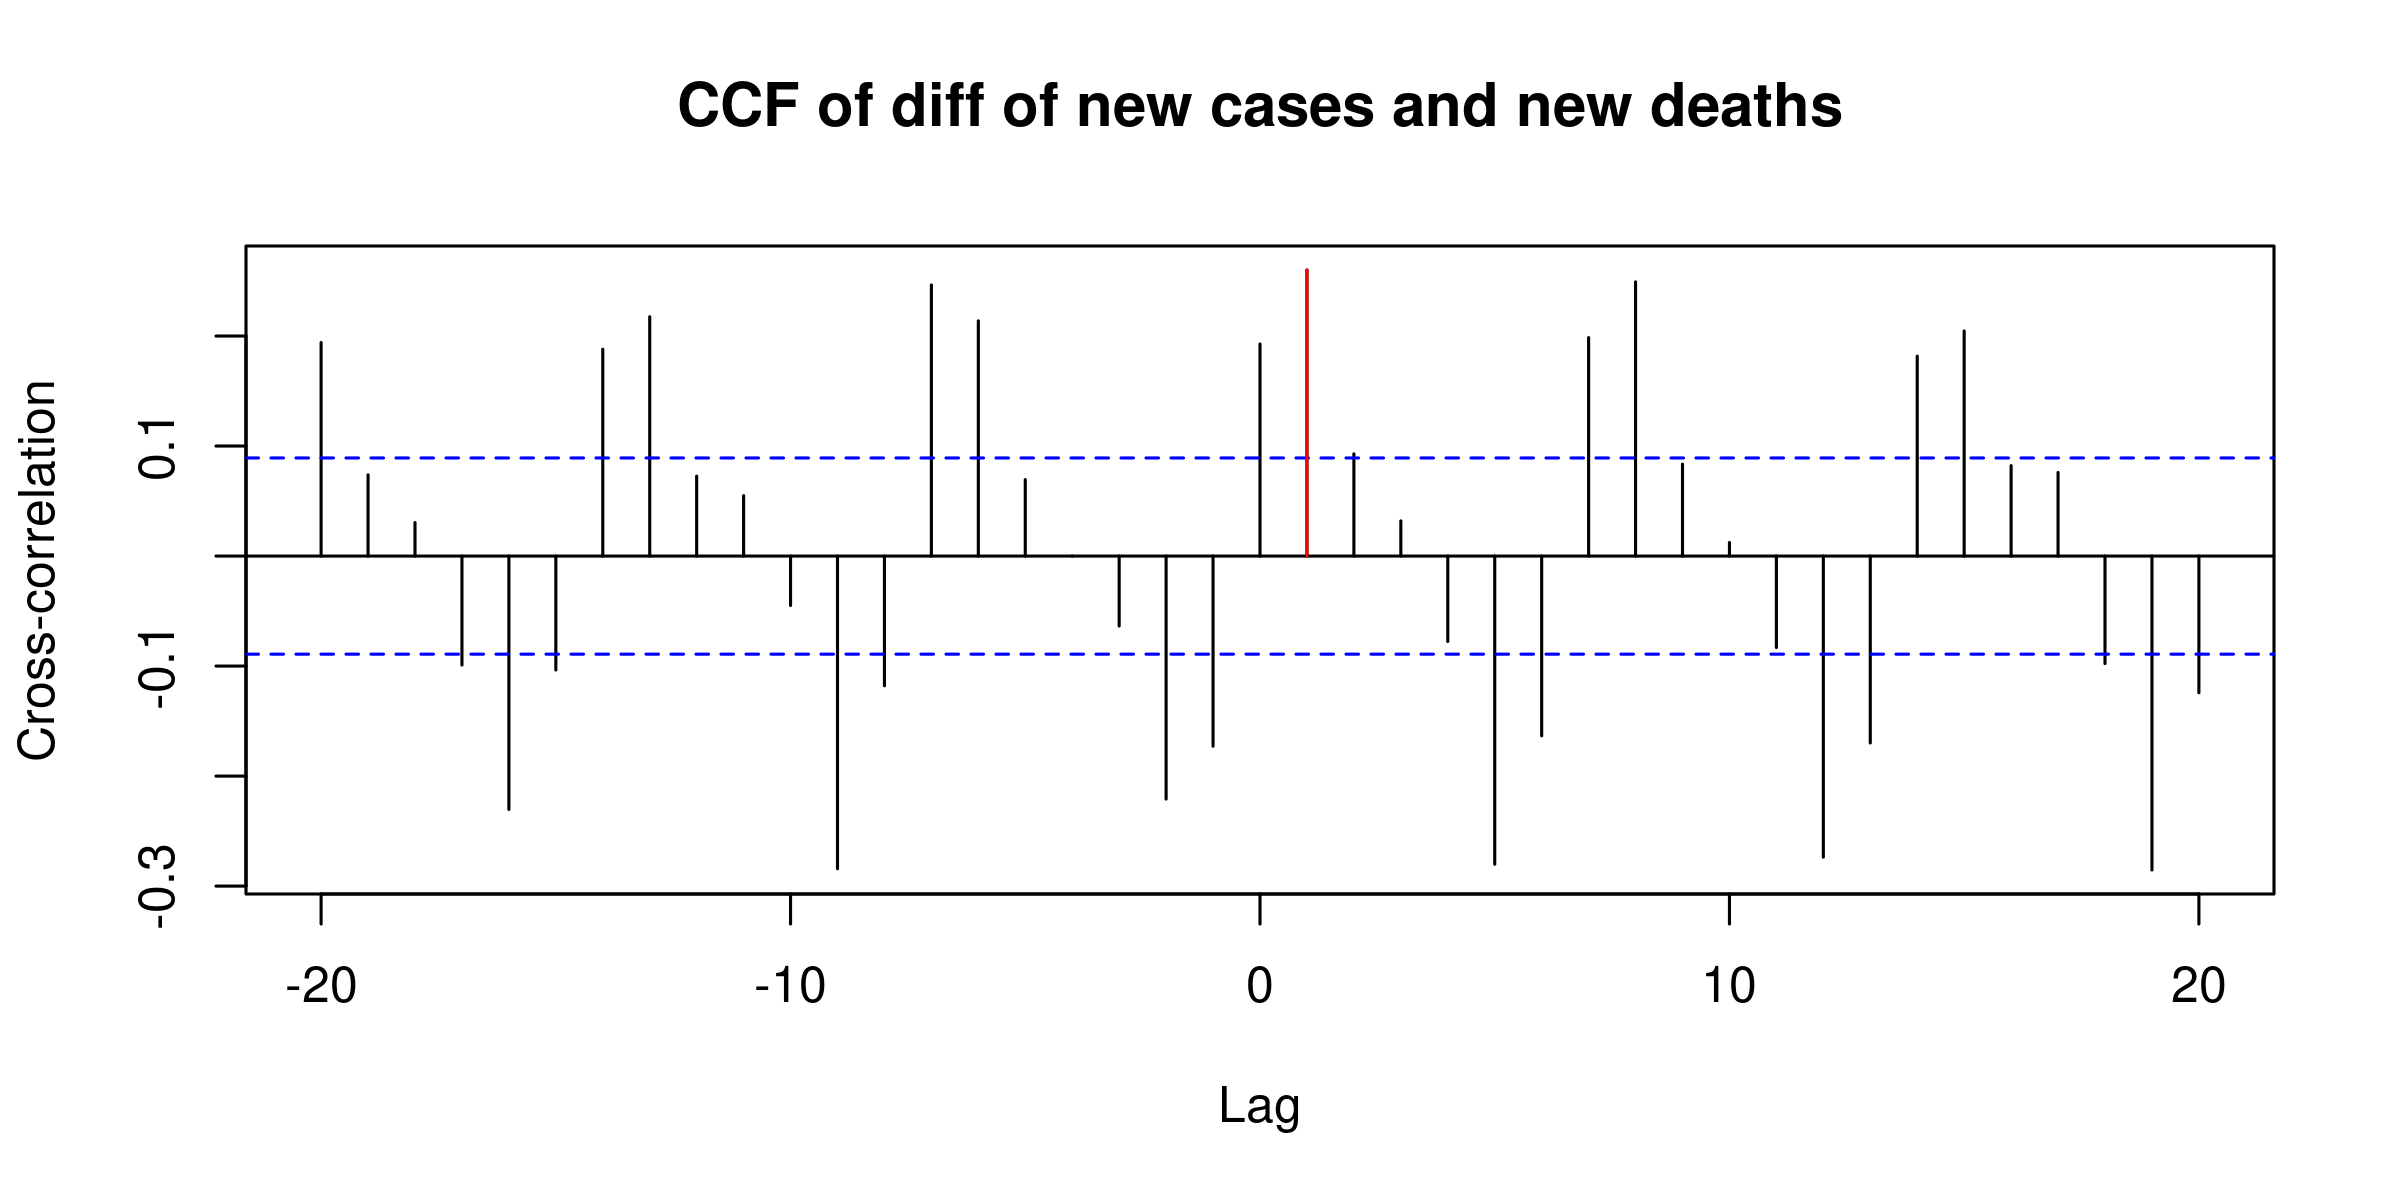 CCF of diff of new cases and new deaths
Cross-correlation
0.1
-0.1
-0.3
-20 -10 0 10 20
Lag